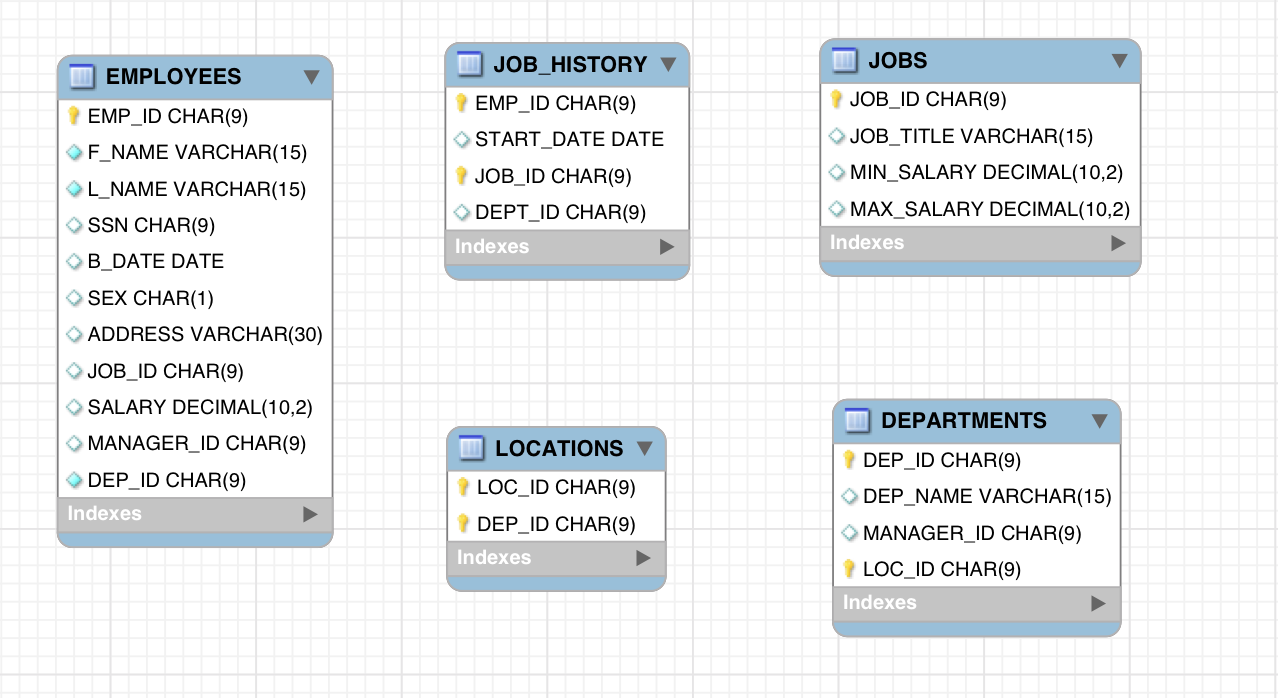 EMPLOYEES
EMP_ID CHAR(9)
F_NAME VARCHAR(15)
L_NAME VARCHAR(15)
SSN CHAR(9)
B_DATE DATE
SEX CHAR(1)
ADDRESS VARCHAR(30)
JOB_ID CHAR(9)
SALARY DECIMAL(10,2)
MANAGER_ID CHAR(9)
DEP_ID CHAR(9)
Indexes
JOB_HISTORY
EMP_ID CHAR(9)
START_DATE DATE
JOB_ID CHAR(9)
DEPT_ID CHAR(9)
Indexes
JOBS
JOB_ID CHAR(9)
JOB_TITLE VARCHAR(15)
MIN_SALARY DECIMAL(10,2)
MAX_SALARY DECIMAL(10,2)
Indexes
LOCATIONS
LOC_ID CHAR(9)
DEP_ID CHAR(9)
Indexes
DEPARTMENTS
DEP_ID CHAR(9)
DEP_NAME VARCHAR(15)
MANAGER_ID CHAR(9)
LOC_ID CHAR(9)
Indexes